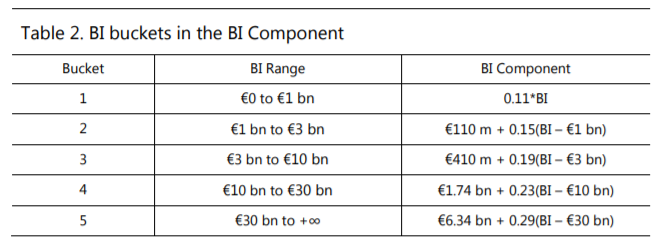 Table 2. BI buckets in the BI Component
Bucket BI Range BI Component
1 €0 to €1 bn 0.11*BI
2 €1 bn to €3 bn €110 m + 0.15(BI – €1 bn)
3 €3 bn to €10 bn €410 m + 0.19(BI – €3 bn)
4 €10 bn to €30 bn €1.74 bn + 0.23(BI – €10 bn)
5 €30 bn to +∞ €6.34 bn + 0.29(BI – €30 bn)